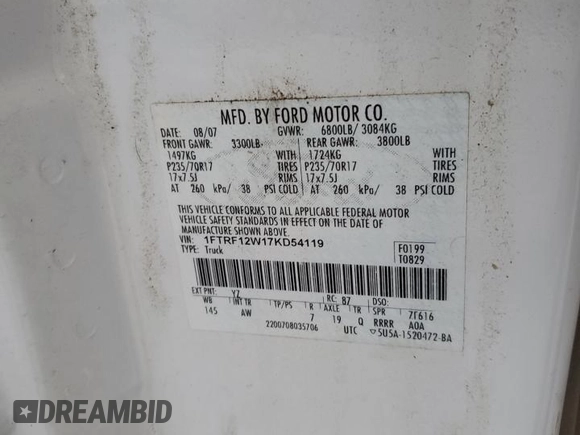 MFD. BY FORD MOTOR CO.
DATE: 08/07 GVWR: 6800LB/ 3084KG
FRONT GAWR: 3300LB REAR GAWR: 3800LB
1497KG WITH 1724KG WITH
P235/70R17 TIRES P235/70R17 TIRES
17x7.5J RIMS 17x7.5J RIMS
AT 260 kPa/ 38 PSI COLD AT 260 kPa/ 38 PSI COLD
THIS VEHICLE CONFORMS TO ALL APPLICABLE FEDERAL MOTOR
VEHICLE SAFETY STANDARDS IN EFFECT ON THE DATE OF
MANUFACTURE SHOWN ABOVE.
VIN: 1FTRF12W17KD54119 F0199
TYPE: Truck T0829
EXT PNT: YZ RC: 87 DSO:
WB INT TR TP/PS R AXLE TR SPR 7F616
145 AW 7 19 Q RRRR AOA
2200708035706 UTC ▽5U5A-1520472-BA
DREAMBID